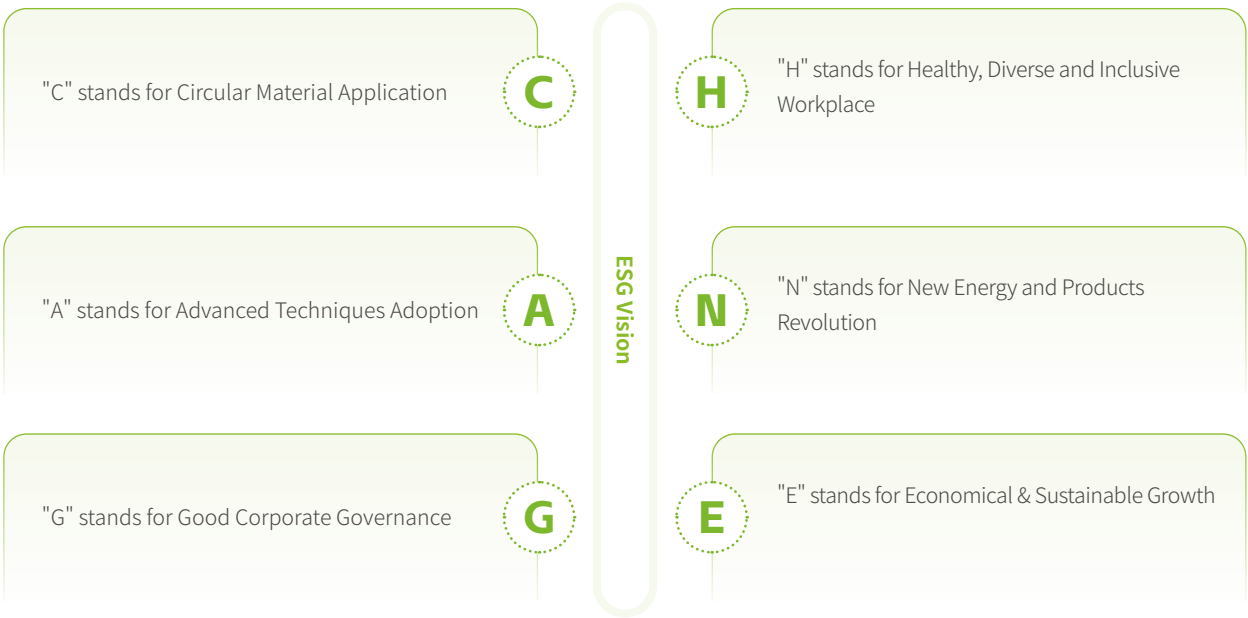 "C" stands for Circular Material Application
C
H
"H" stands for Healthy, Diverse and Inclusive
Workplace
"A" stands for Advanced Techniques Adoption
A
ESG Vision
N
"N" stands for New Energy and Products
Revolution
"G" stands for Good Corporate Governance
G
E
"E" stands for Economical & Sustainable Growth